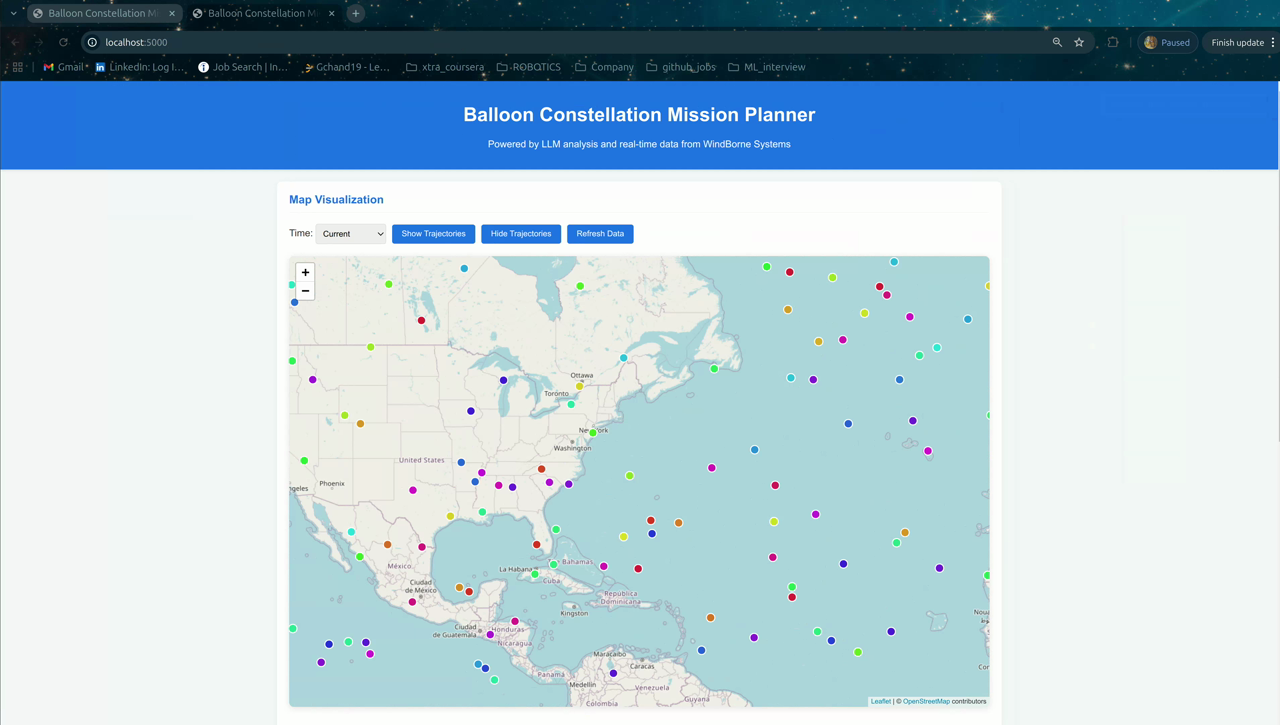 Balloon Constellation Mi
Balloon Constellation M
localhost:5000
Paused
Finish update
Gmail
LinkedIn: Log I...
Job Search | In...
Gchand19 - Le...
xtra_coursera
ROBOTICS
Company
github_jobs
ML_interview
Balloon Constellation Mission Planner
Powered by LLM analysis and real-time data from WindBorne Systems
Map Visualization
Time:
Current
Show Trajectories
Hide Trajectories
Refresh Data
+
−
Ottawa
Toronto
New York
Washington
United States
Phoenix
ngeles
México
Ciudad
de México
La Habana
Cuba
Bahamas
República
Dominicana
Kingston
Ciudad
de Guatemala
Honduras
Nicaragua
Panamá
Maracaibo
Caracas
Medellín
Venezuela
Colombia
Guyana
Noua
Con
Leaflet | © OpenStreetMap contributors